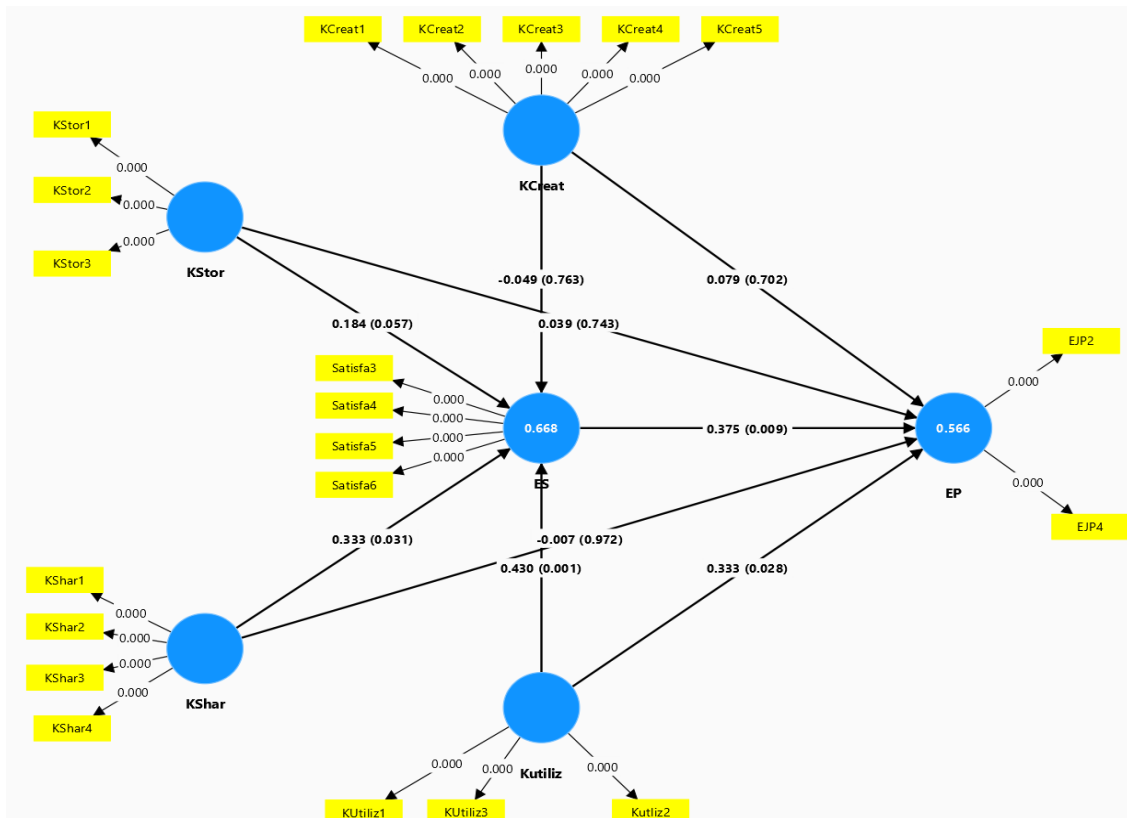 KCreat1 KCreat2 KCreat3 KCreat4 KCreat5
0.000 0.000 0.000 0.000 0.000
KStor1
0.000
KStor2
0.000
KStor3
0.000
KStor
KCreat
-0.049 (0.763)
0.079 (0.702)
0.184 (0.057)
0.039 (0.743)
Satisfa3
0.000
Satisfa4
0.000
Satisfa5
0.000
Satisfa6
0.000
0.668
ES
0.375 (0.009)
0.566
EP
EJP2
0.000
0.000
EJP4
0.333 (0.031)
-0.007 (0.972)
0.430 (0.001)
0.333 (0.028)
KShar1
0.000
KShar2
0.000
KShar3
0.000
KShar4
0.000
KShar
Kutiliz
0.000 0.000 0.000
KUtiliz1 KUtiliz3 Kutliz2